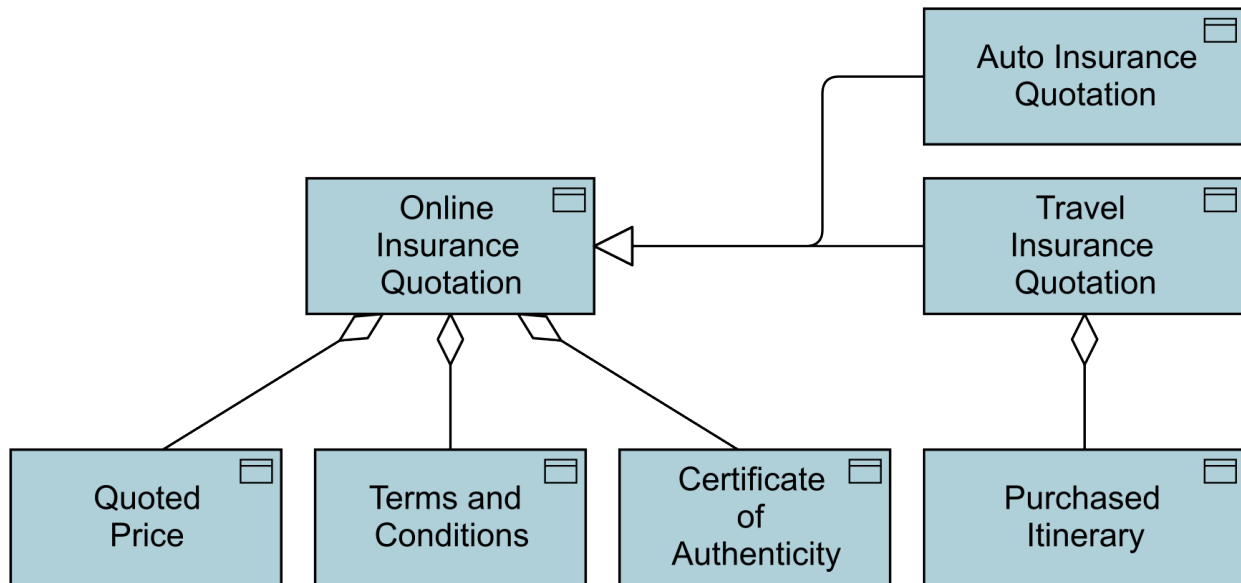 Auto Insurance
Quotation
Online
Insurance
Quotation
Travel
Insurance
Quotation
Quoted
Price
Terms and
Conditions
Certificate
of
Authenticity
Purchased
Itinerary